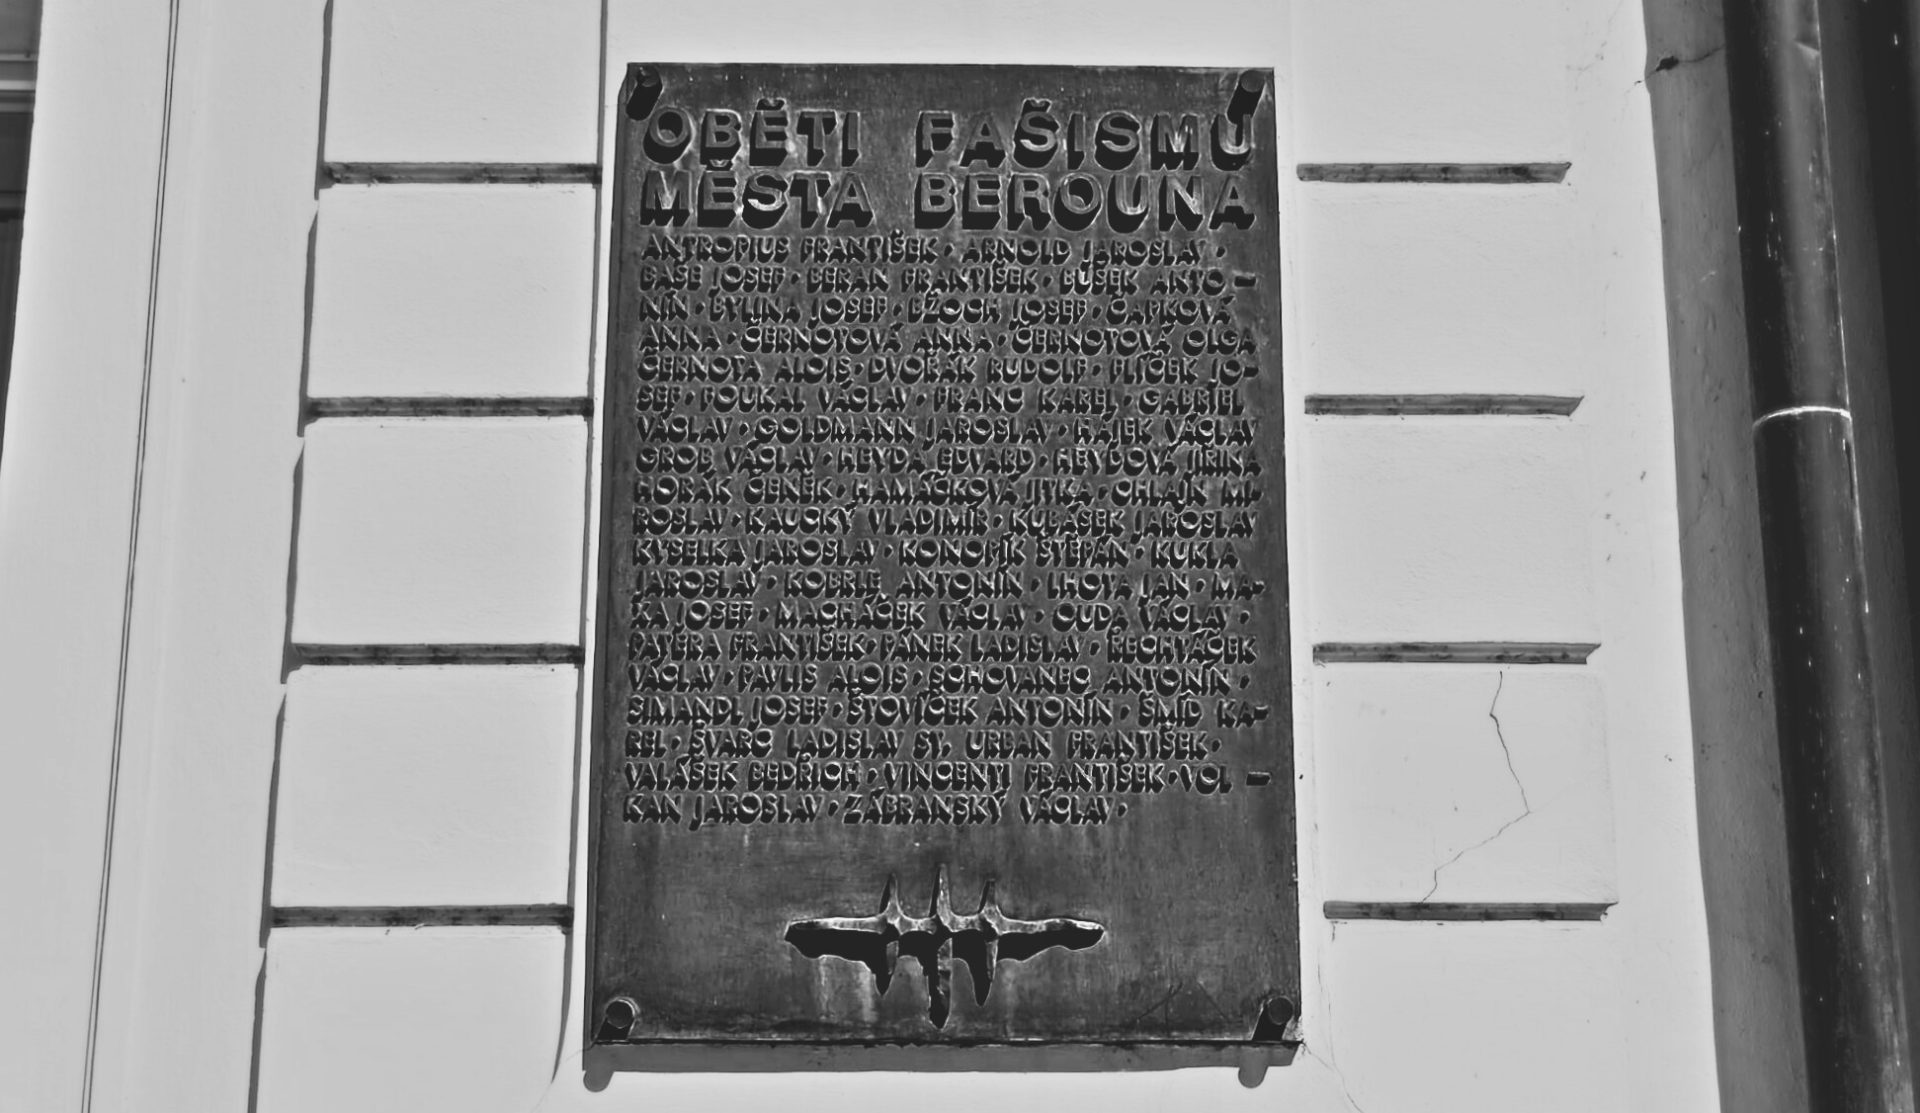 OBĚTI FAŠISMU
MĚSTA BEROUNA
ANTROPIUS FRANTIŠEK · ARNOLD JAROSLAV ·
BAŠE JOSEF · BERAN FRANTIŠEK · BUŠEK ANTO-
NÍN · BYLINA JOSEF · BŽOCH JOSEF · ČAPKOVÁ
ANNA · ČERNOTOVÁ ANNA · ČERNOTOVÁ OLGA
ČERNOTA ALOIS · DVOŘÁK RUDOLF · FLÍČEK JO-
SEF · FOUKAL VÁCLAV · FRANC KAREL · GABRIEL
VÁCLAV · GOLDMANN JAROSLAV · HÁJEK VÁCLAV
GROB VÁCLAV · HEYDA EDVARD · HEYDOVÁ JIŘINA
HORÁK ČENĚK · HAMÁČKOVÁ JITKA · CHLAJN MI-
ROSLAV · KAUCKÝ VLADIMÍR · KUBÁSEK JAROSLAV
KYSELKA JAROSLAV · KONOPÍK ŠTĚPÁN · KUKLA
JAROSLAV · KOBRLE ANTONÍN · LHOTA JAN · MA-
KA JOSEF · MACHÁČEK VÁCLAV · OUDA VÁCLAV ·
PATERA FRANTIŠEK · PÁNEK LADISLAV · ŘECHTÁČEK
VÁCLAV · PAVLIS ALOIS · SCHOVANEC ANTONÍN ·
SIMANDL JOSEF · ŠTOVÍČEK ANTONÍN · ŠMÍD KA-
REL · ŠVARC LADISLAV ST. URBAN FRANTIŠEK ·
VALÁŠEK BEDŘICH · VINCENTI FRANTIŠEK · VOL-
KAN JAROSLAV · ZÁBRANSKÝ VÁCLAV ·